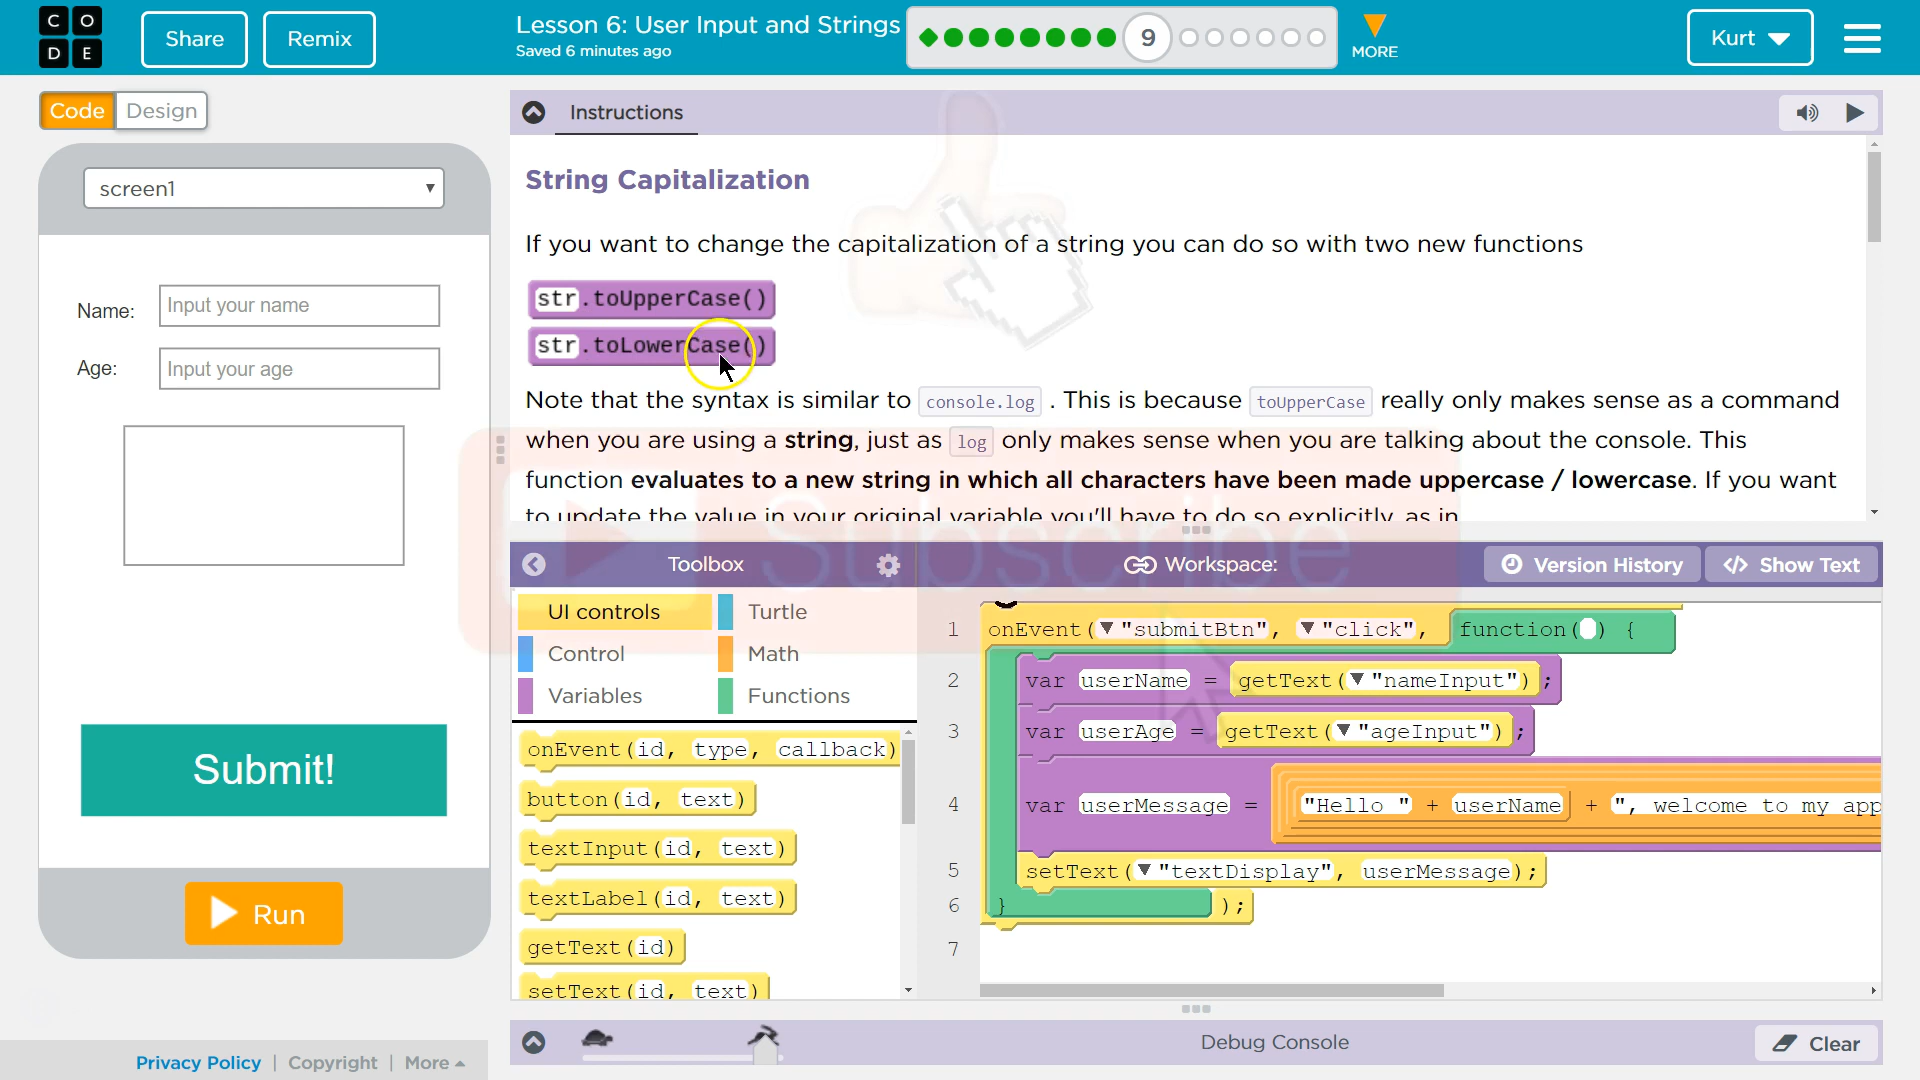 C O
D E
Share
Remix
Lesson 6: User Input and Strings
Saved 6 minutes ago
9
MORE
Kurt
Code
Design
Instructions
screen1
Name:
Input your name
Age:
Input your age
Submit!
Run
String Capitalization
If you want to change the capitalization of a string you can do so with two new functions
str.toUpperCase()
str.toLowerCase()
Note that the syntax is similar to console.log . This is because toUpperCase really only makes sense as a command
when you are using a string, just as log only makes sense when you are talking about the console. This
function evaluates to a new string in which all characters have been made uppercase / lowercase. If you want
to update the value in your original variable you'll have to do so explicitly, as in
Subscribe
Toolbox
Workspace:
Version History
</> Show Text
UI controls
Turtle
Control
Math
Variables
Functions
onEvent(id, type, callback)
button(id, text)
textInput(id, text)
textLabel(id, text)
getText(id)
setText(id, text)
1 onEvent(▼"submitBtn", ▼"click", function( ) {
2 var userName = getText(▼"nameInput");
3 var userAge = getText(▼"ageInput");
4 var userMessage = "Hello " + userName + ", welcome to my app
5 setText(▼"textDisplay", userMessage);
6 } );
7
Debug Console
Clear
Privacy Policy | Copyright | More